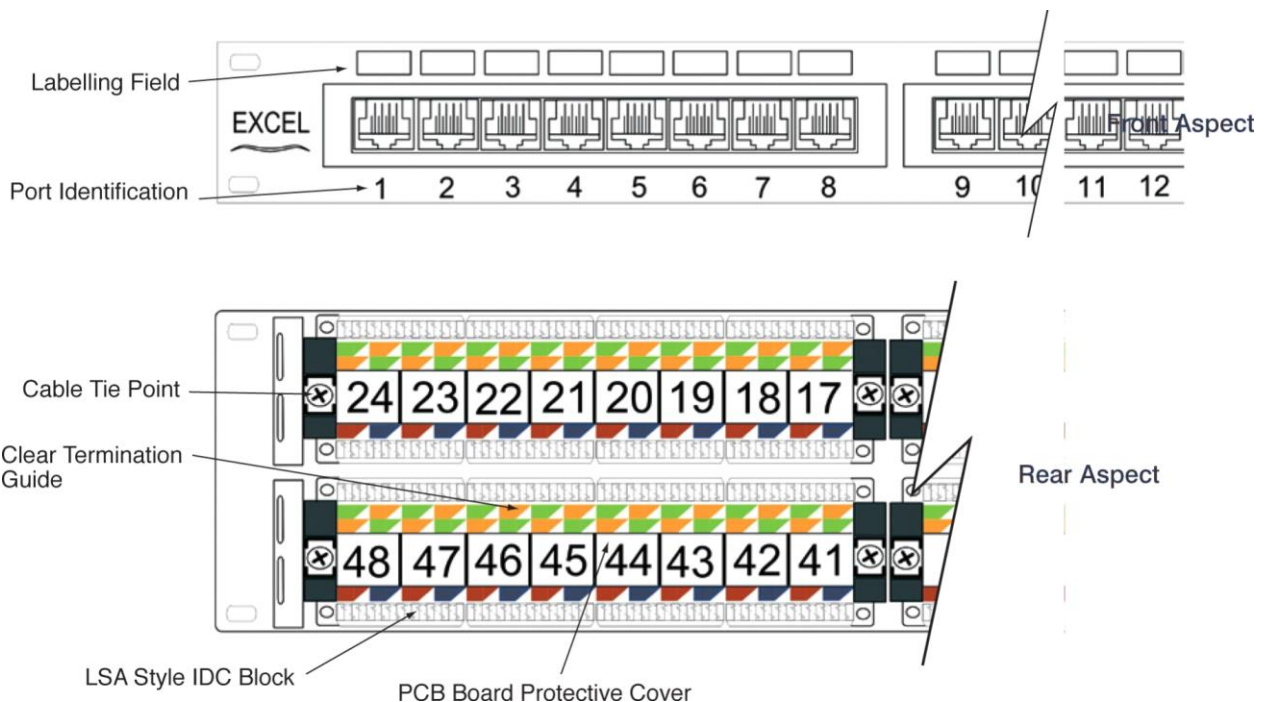 Labelling Field
EXCEL
Front Aspect
Port Identification
1 2 3 4 5 6 7 8 9 10 11 12
Cable Tie Point
24 23 22 21 20 19 18 17
Clear Termination
Guide
Rear Aspect
48 47 46 45 44 43 42 41
LSA Style IDC Block
PCB Board Protective Cover